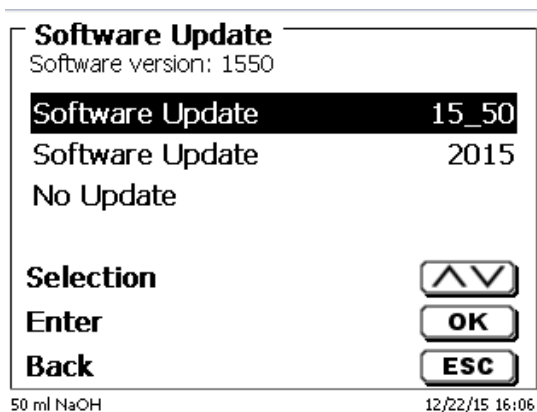 Software Update
Software version: 1550
Software Update 15_50
Software Update 2015
No Update
Selection
Enter OK
Back ESC
50 ml NaOH 12/22/15 16:06